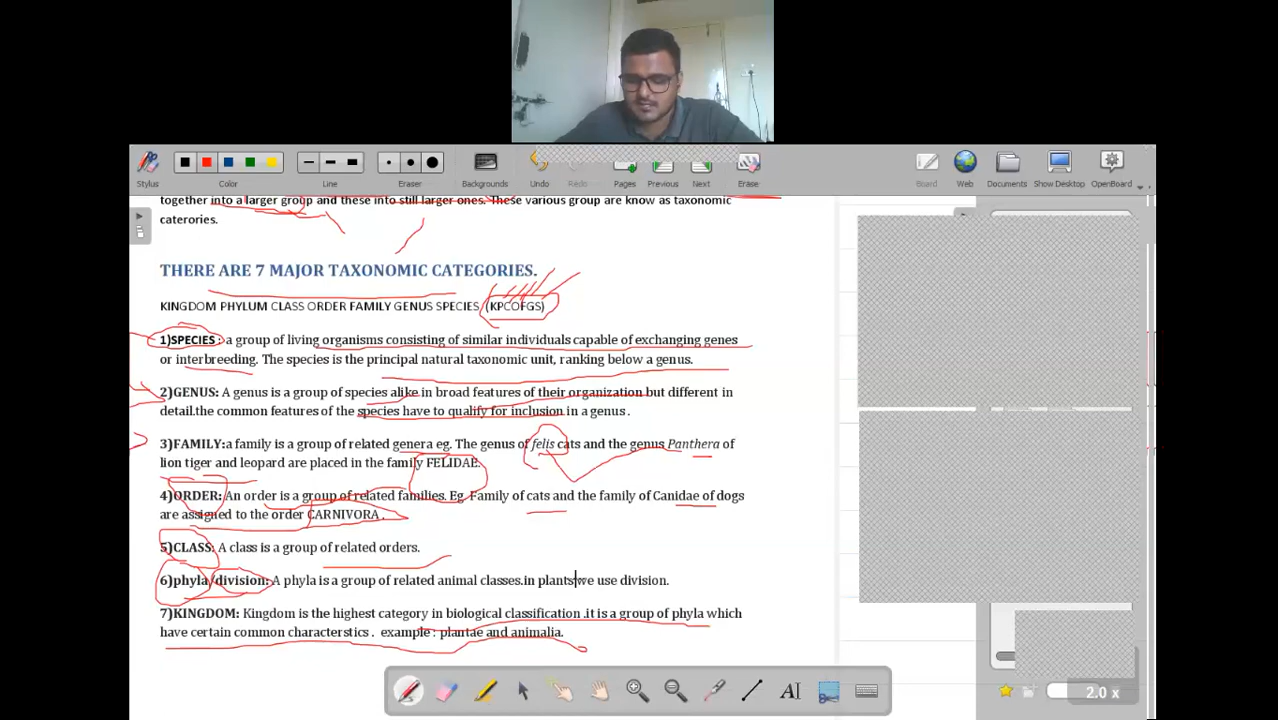 Stylus
Color
Line
Eraser
Backgrounds
Undo
Redo
Pages
Previous
Next
Erase
Board
Web
Documents
Show Desktop
OpenBoard
together into a larger group and these into still larger ones. These various group are know as taxonomic
caterories.
THERE ARE 7 MAJOR TAXONOMIC CATEGORIES.
KINGDOM PHYLUM CLASS ORDER FAMILY GENUS SPECIES (KPCOFGS)
1)SPECIES : a group of living organisms consisting of similar individuals capable of exchanging genes
or interbreeding. The species is the principal natural taxonomic unit, ranking below a genus.
2)GENUS: A genus is a group of species alike in broad features of their organization but different in
detail.the common features of the species have to qualify for inclusion in a genus .
3)FAMILY:a family is a group of related genera eg. The genus of felis cats and the genus Panthera of
lion tiger and leopard are placed in the family FELIDAE.
4)ORDER: An order is a group of related families. Eg. Family of cats and the family of Canidae of dogs
are assigned to the order CARNIVORA .
5)CLASS: A class is a group of related orders.
6)phyla/division: A phyla is a group of related animal classes.in plants we use division.
7)KINGDOM: Kingdom is the highest category in biological classification .it is a group of phyla which
have certain common characterstics . example : plantae and animalia.
2.0 x